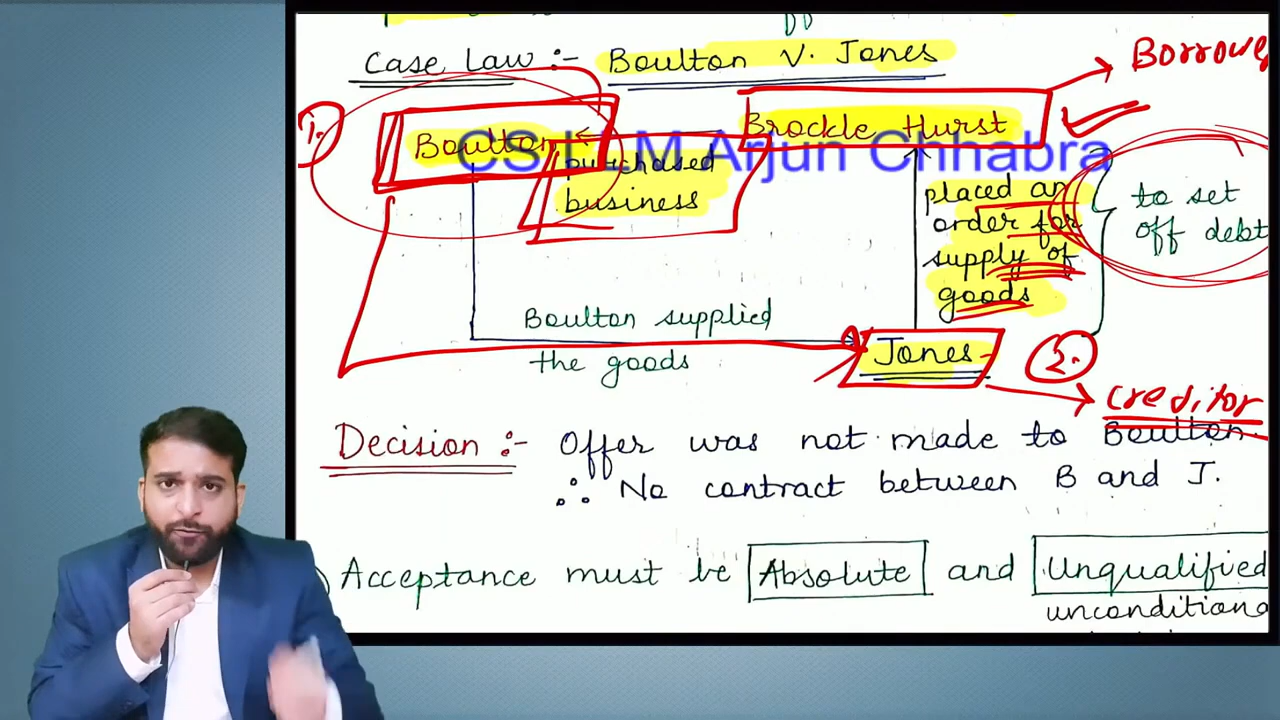 Case Law :- Boulton V. Jones
Borrower
1.
Boulton
Brockle Hurst
CS LLM Arjun Chhabra
purchased
business
placed an
order for
supply of
goods
to set
off debt
Boulton supplied
the goods
Jones
2.
Creditor
Decision :- Offer was not made to Boulton.
∴ No contract between B and J.
Acceptance must be Absolute and Unqualified
unconditiona